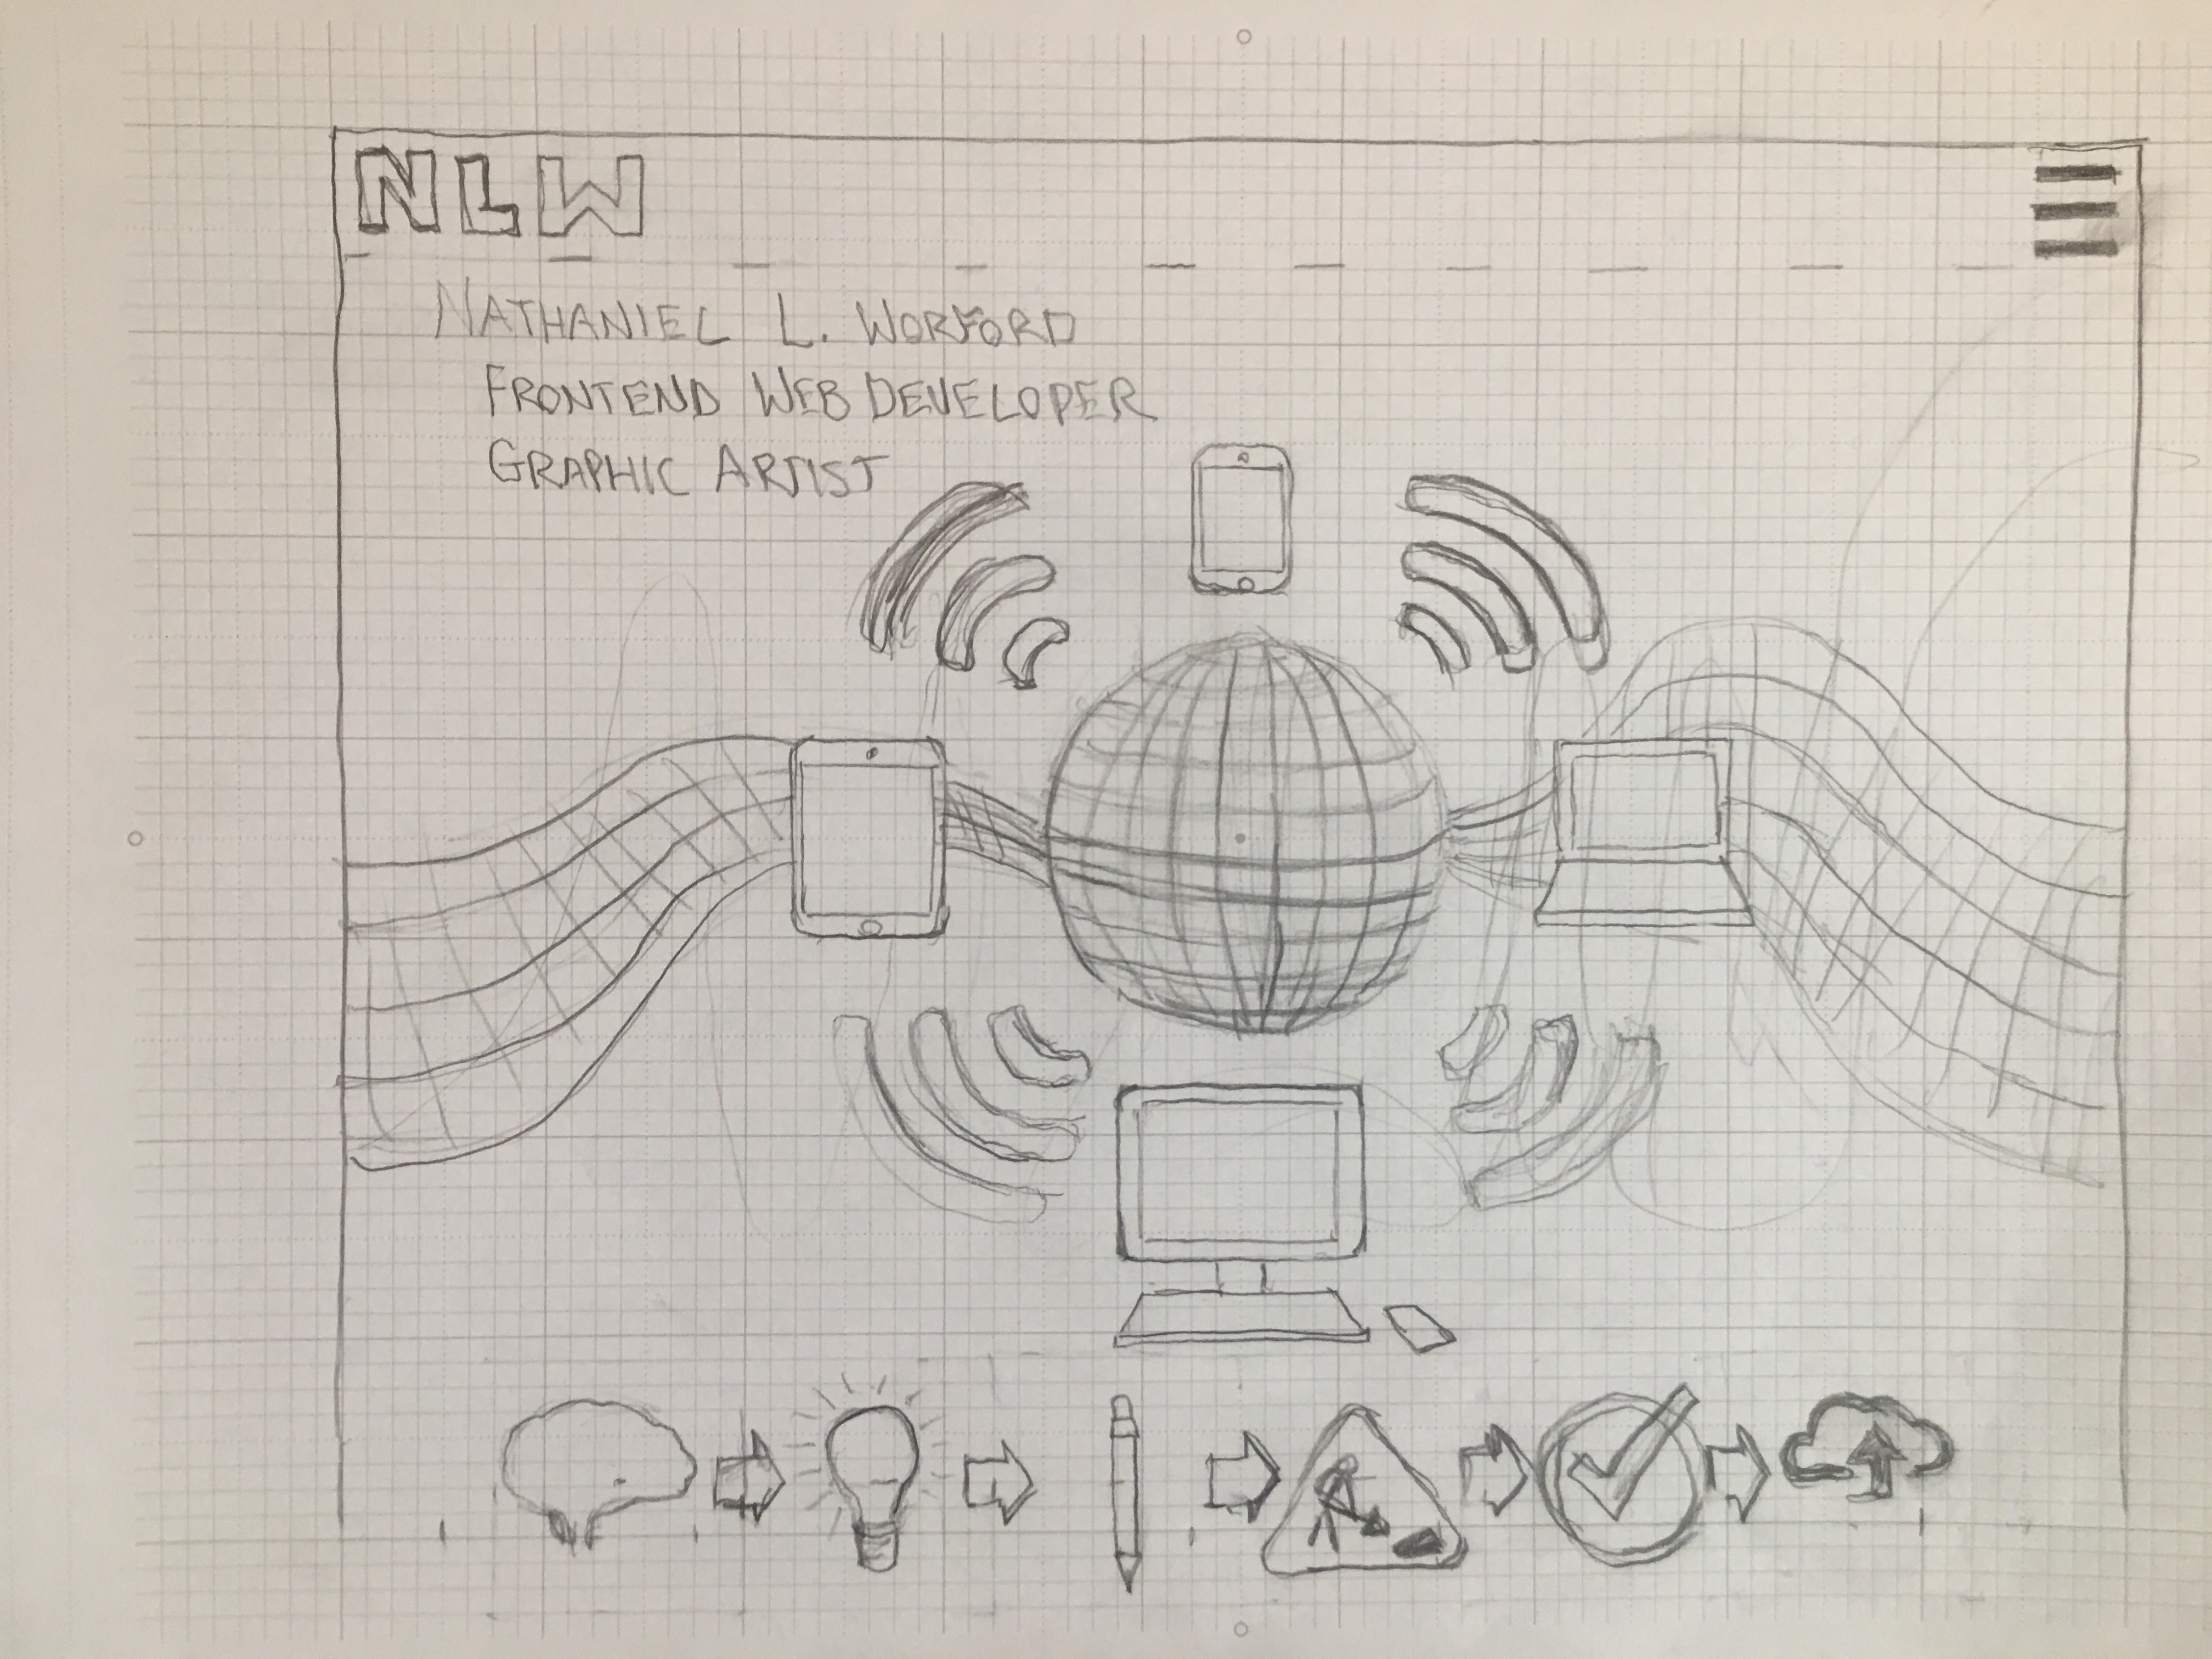 NLW
NATHANIEL L. WORFORD
FRONTEND WEB DEVELOPER
GRAPHIC ARTIST